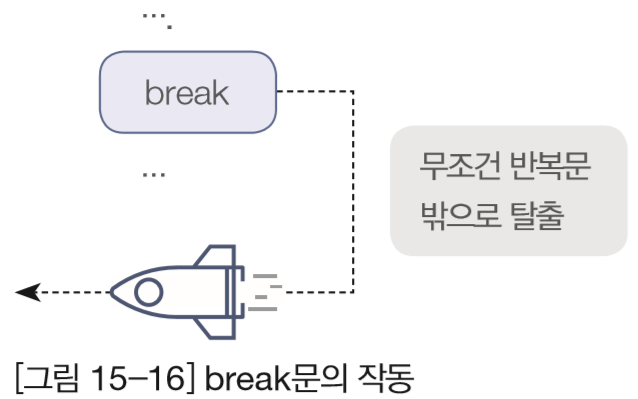 ....
break
...
무조건 반복문
밖으로 탈출
[그림 15-16] break문의 작동